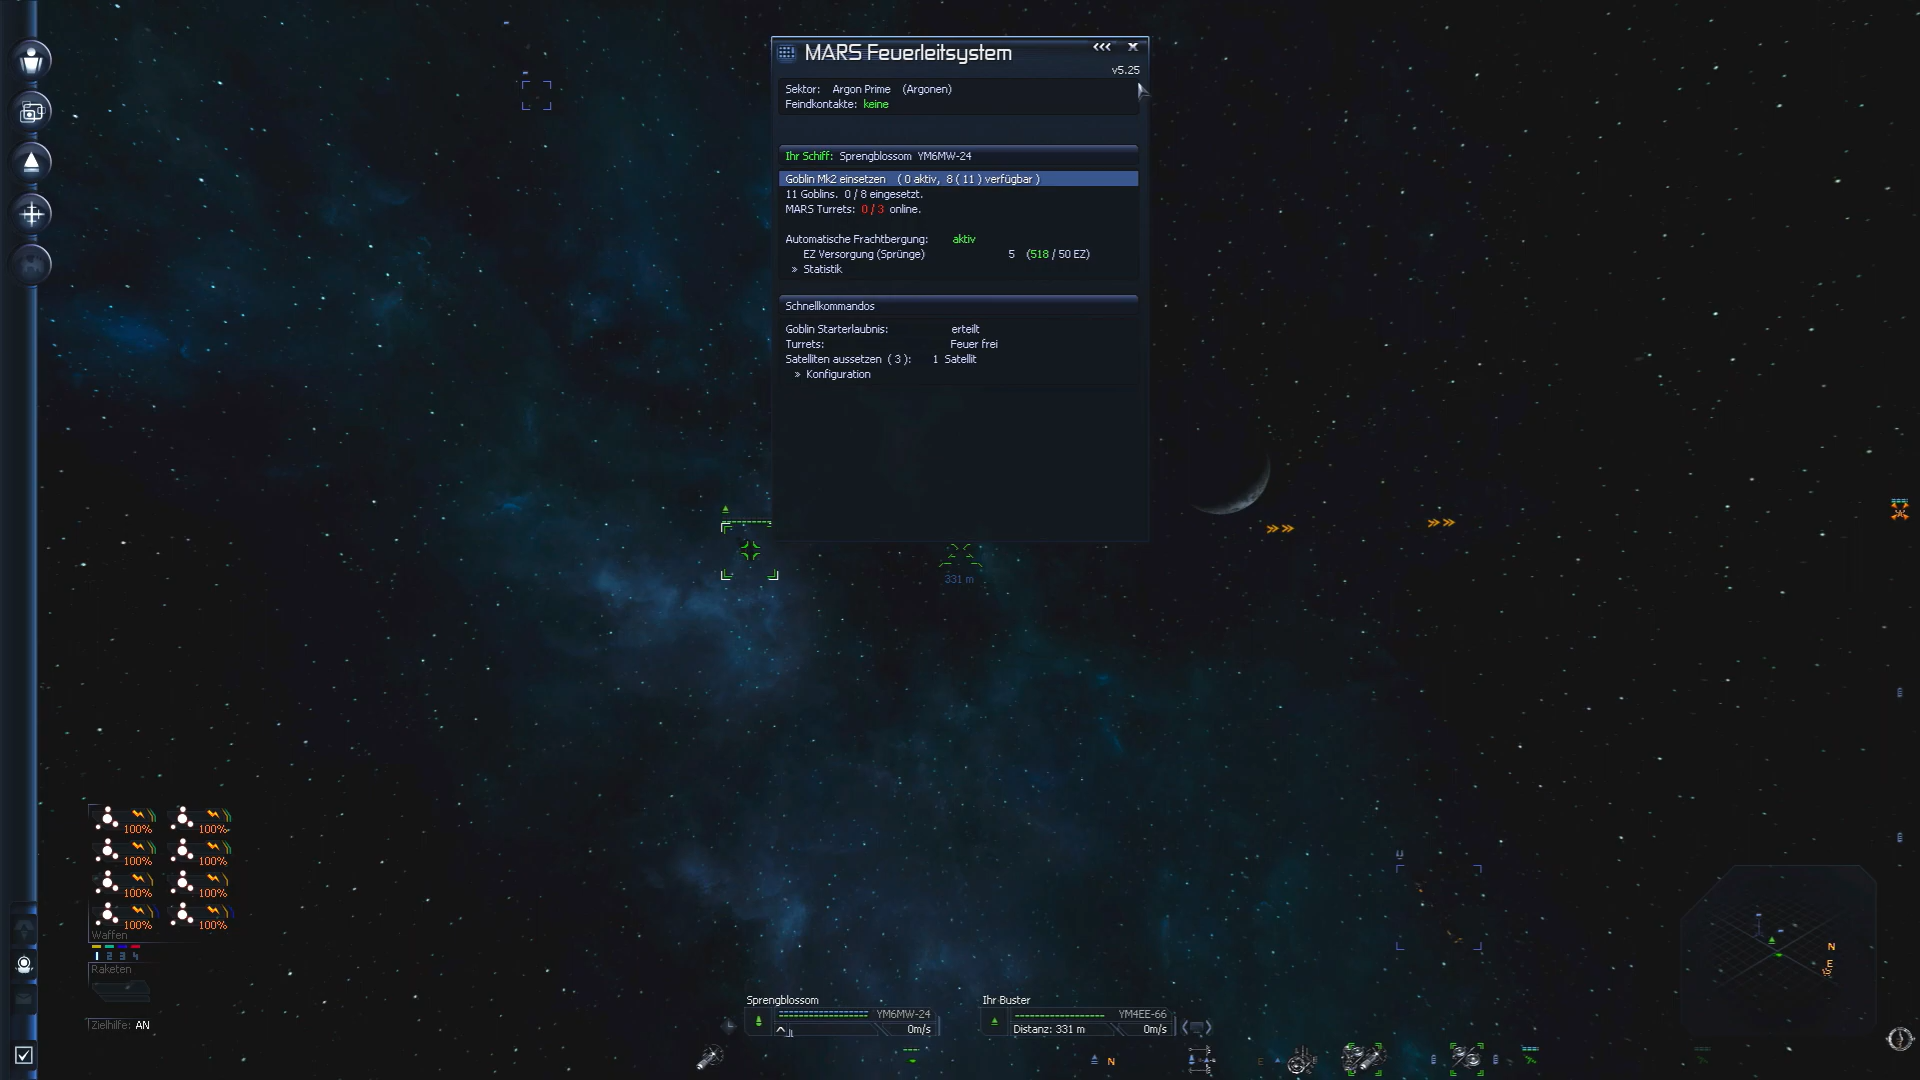 MARS Feuerleitsystem
v5.25
Sektor: Argon Prime (Argonen)
Feindkontakte: keine
Ihr Schiff: Sprengblossom YM6MW-24
Goblin Mk2 einsetzen ( 0 aktiv, 8 ( 11 ) verfügbar )
11 Goblins. 0 / 8 eingesetzt.
MARS Turrets: 0 / 3 online.
Automatische Frachtbergung: aktiv
EZ Versorgung (Sprünge) 5 (518 / 50 EZ)
» Statistik
Schnellkommandos
Goblin Starterlaubnis: erteilt
Turrets: Feuer frei
Satelliten aussetzen ( 3 ): 1 Satellit
» Konfiguration
331 m
100% 100%
100% 100%
100% 100%
100% 100%
Waffen
1 2 3 4
Raketen
Zielhilfe: AN
Sprengblossom
YM6MW-24
0m/s
Ihr Buster
YM4EE-66
Distanz: 331 m 0m/s
N
E
N
E